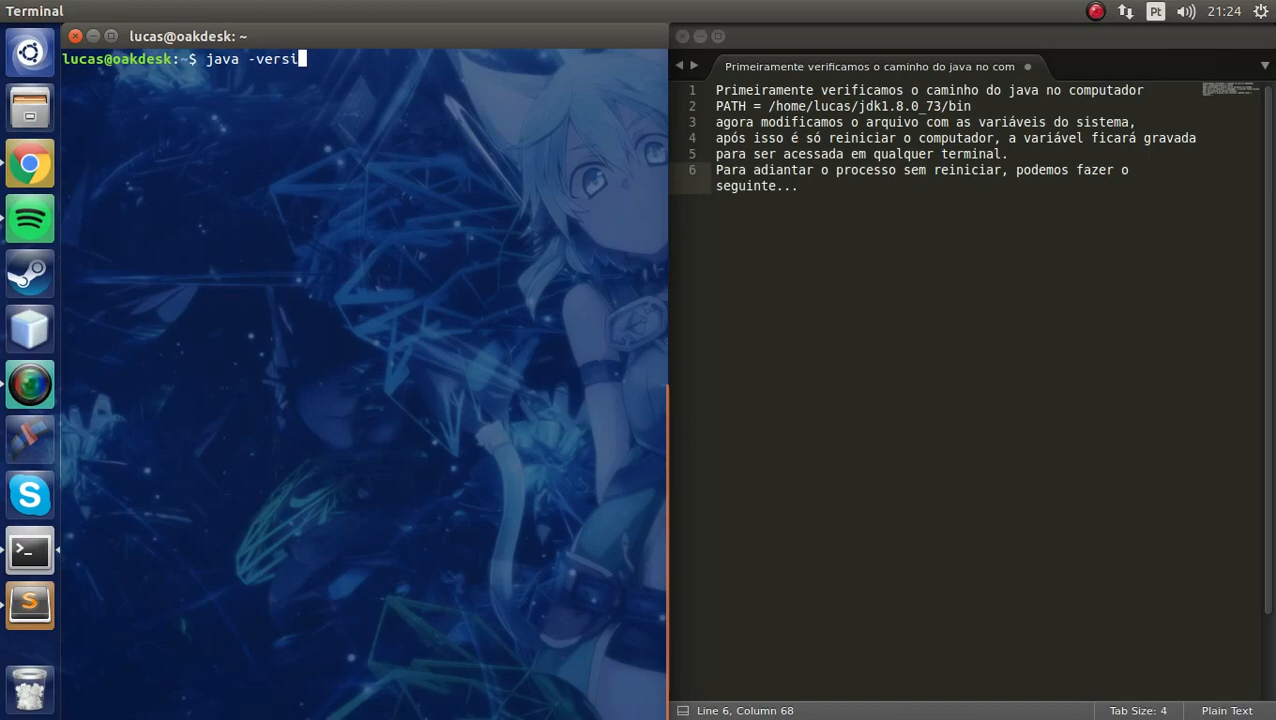 Terminal
Pt
21:24
lucas@oakdesk: ~
lucas@oakdesk:~$ java -versi
Primeiramente verificamos o caminho do java no com
1 Primeiramente verificamos o caminho do java no computador
2 PATH = /home/lucas/jdk1.8.0_73/bin
3 agora modificamos o arquivo com as variáveis do sistema,
4 após isso é só reiniciar o computador, a variável ficará gravada
5 para ser acessada em qualquer terminal.
6 Para adiantar o processo sem reiniciar, podemos fazer o
seguinte...
Line 6, Column 68
Tab Size: 4
Plain Text